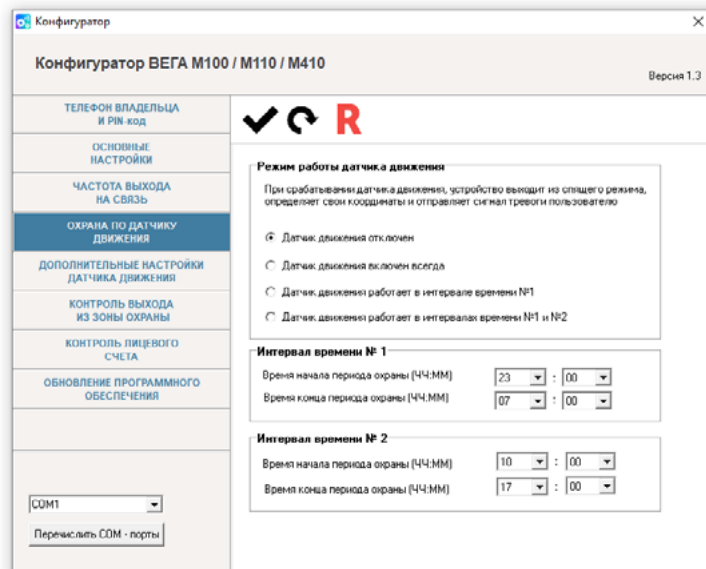 Конфигуратор
Конфигуратор ВЕГА М100 / М110 / М410
Версия 1.3
ТЕЛЕФОН ВЛАДЕЛЬЦА
И PIN-код
ОСНОВНЫЕ
НАСТРОЙКИ
ЧАСТОТА ВЫХОДА
НА СВЯЗЬ
ОХРАНА ПО ДАТЧИКУ
ДВИЖЕНИЯ
ДОПОЛНИТЕЛЬНЫЕ НАСТРОЙКИ
ДАТЧИКА ДВИЖЕНИЯ
КОНТРОЛЬ ВЫХОДА
ИЗ ЗОНЫ ОХРАНЫ
КОНТРОЛЬ ЛИЦЕВОГО
СЧЕТА
ОБНОВЛЕНИЕ ПРОГРАММНОГО
ОБЕСПЕЧЕНИЯ
COM1
Перечислить COM - порты
R
Режим работы датчика движения
При срабатывании датчика движения, устройство выходит из спящего режима,
определяет свои координаты и отправляет сигнал тревоги пользователю
Датчик движения отключен
Датчик движения включен всегда
Датчик движения работает в интервале времени №1
Датчик движения работает в интервалах времени №1 и №2
Интервал времени № 1
Время начала периода охраны (ЧЧ:ММ) 23 : 00
Время конца периода охраны (ЧЧ:ММ) 07 : 00
Интервал времени № 2
Время начала периода охраны (ЧЧ:ММ) 10 : 00
Время конца периода охраны (ЧЧ:ММ) 17 : 00